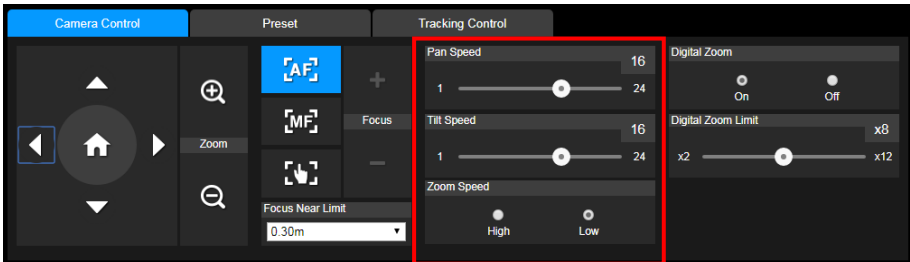 Camera Control
Preset
Tracking Control
Zoom
AF
MF
Focus
Focus Near Limit
0.30m
Pan Speed
16
1
24
Tilt Speed
16
1
24
Zoom Speed
High
Low
Digital Zoom
On
Off
Digital Zoom Limit
x8
x2
x12